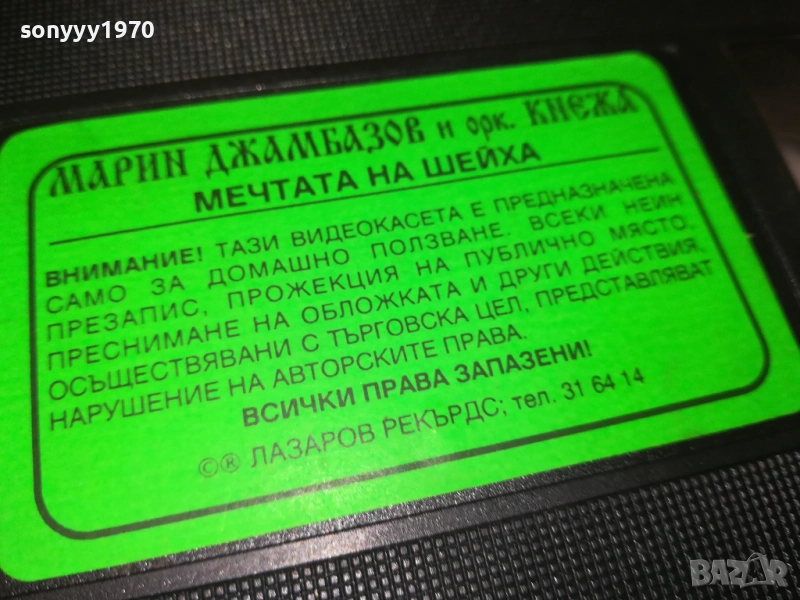 sonyyy1970
МАРИН ДЖАМБАЗОВ и орк. КНЕЖА
МЕЧТАТА НА ШЕЙХА
ВНИМАНИЕ! ТАЗИ ВИДЕОКАСЕТА Е ПРЕДНАЗНАЧЕНА
САМО ЗА ДОМАШНО ПОЛЗВАНЕ. ВСЕКИ НЕИН
ПРЕЗАПИС, ПРОЖЕКЦИЯ НА ПУБЛИЧНО МЯСТО,
ПРЕСНИМАНЕ НА ОБЛОЖКАТА И ДРУГИ ДЕЙСТВИЯ,
ОСЪЩЕСТВЯВАНИ С ТЪРГОВСКА ЦЕЛ, ПРЕДСТАВЛЯВАТ
НАРУШЕНИЕ НА АВТОРСКИТЕ ПРАВА.
ВСИЧКИ ПРАВА ЗАПАЗЕНИ!
©® ЛАЗАРОВ РЕКЪРДС; тел. 31 64 14
BAZAR